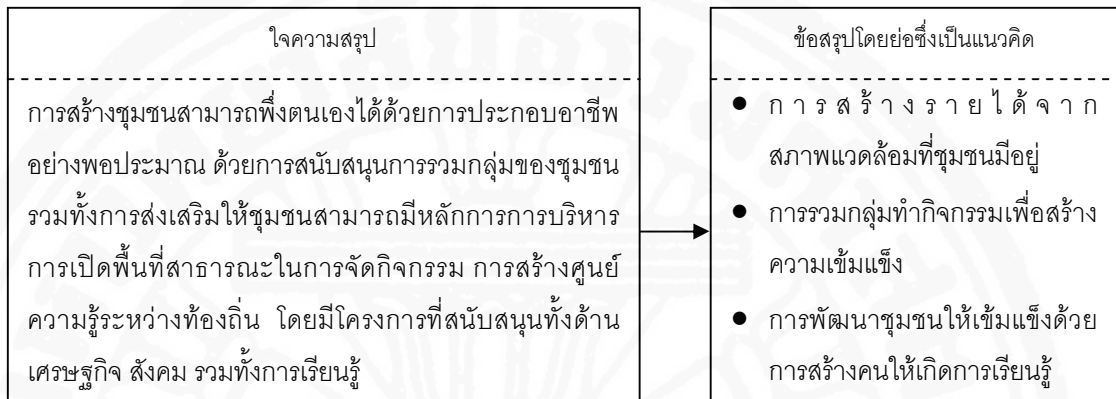 ใจความสรุป
การสร้างชุมชนสามารถพึ่งตนเองได้ด้วยการประกอบอาชีพ
อย่างพอประมาณ ด้วยการสนับสนุนการรวมกลุ่มของชุมชน
รวมทั้งการส่งเสริมให้ชุมชนสามารถมีหลักการการบริหาร
การเปิดพื้นที่สาธารณะในการจัดกิจกรรม การสร้างศูนย์
ความรู้ระหว่างท้องถิ่น โดยมีโครงการที่สนับสนุนทั้งด้าน
เศรษฐกิจ สังคม รวมทั้งการเรียนรู้
ข้อสรุปโดยย่อซึ่งเป็นแนวคิด
● การสร้างรายได้จาก
สภาพแวดล้อมที่ชุมชนมีอยู่
● การรวมกลุ่มทำกิจกรรมเพื่อสร้าง
ความเข้มแข็ง
● การพัฒนาชุมชนให้เข้มแข็งด้วย
การสร้างคนให้เกิดการเรียนรู้